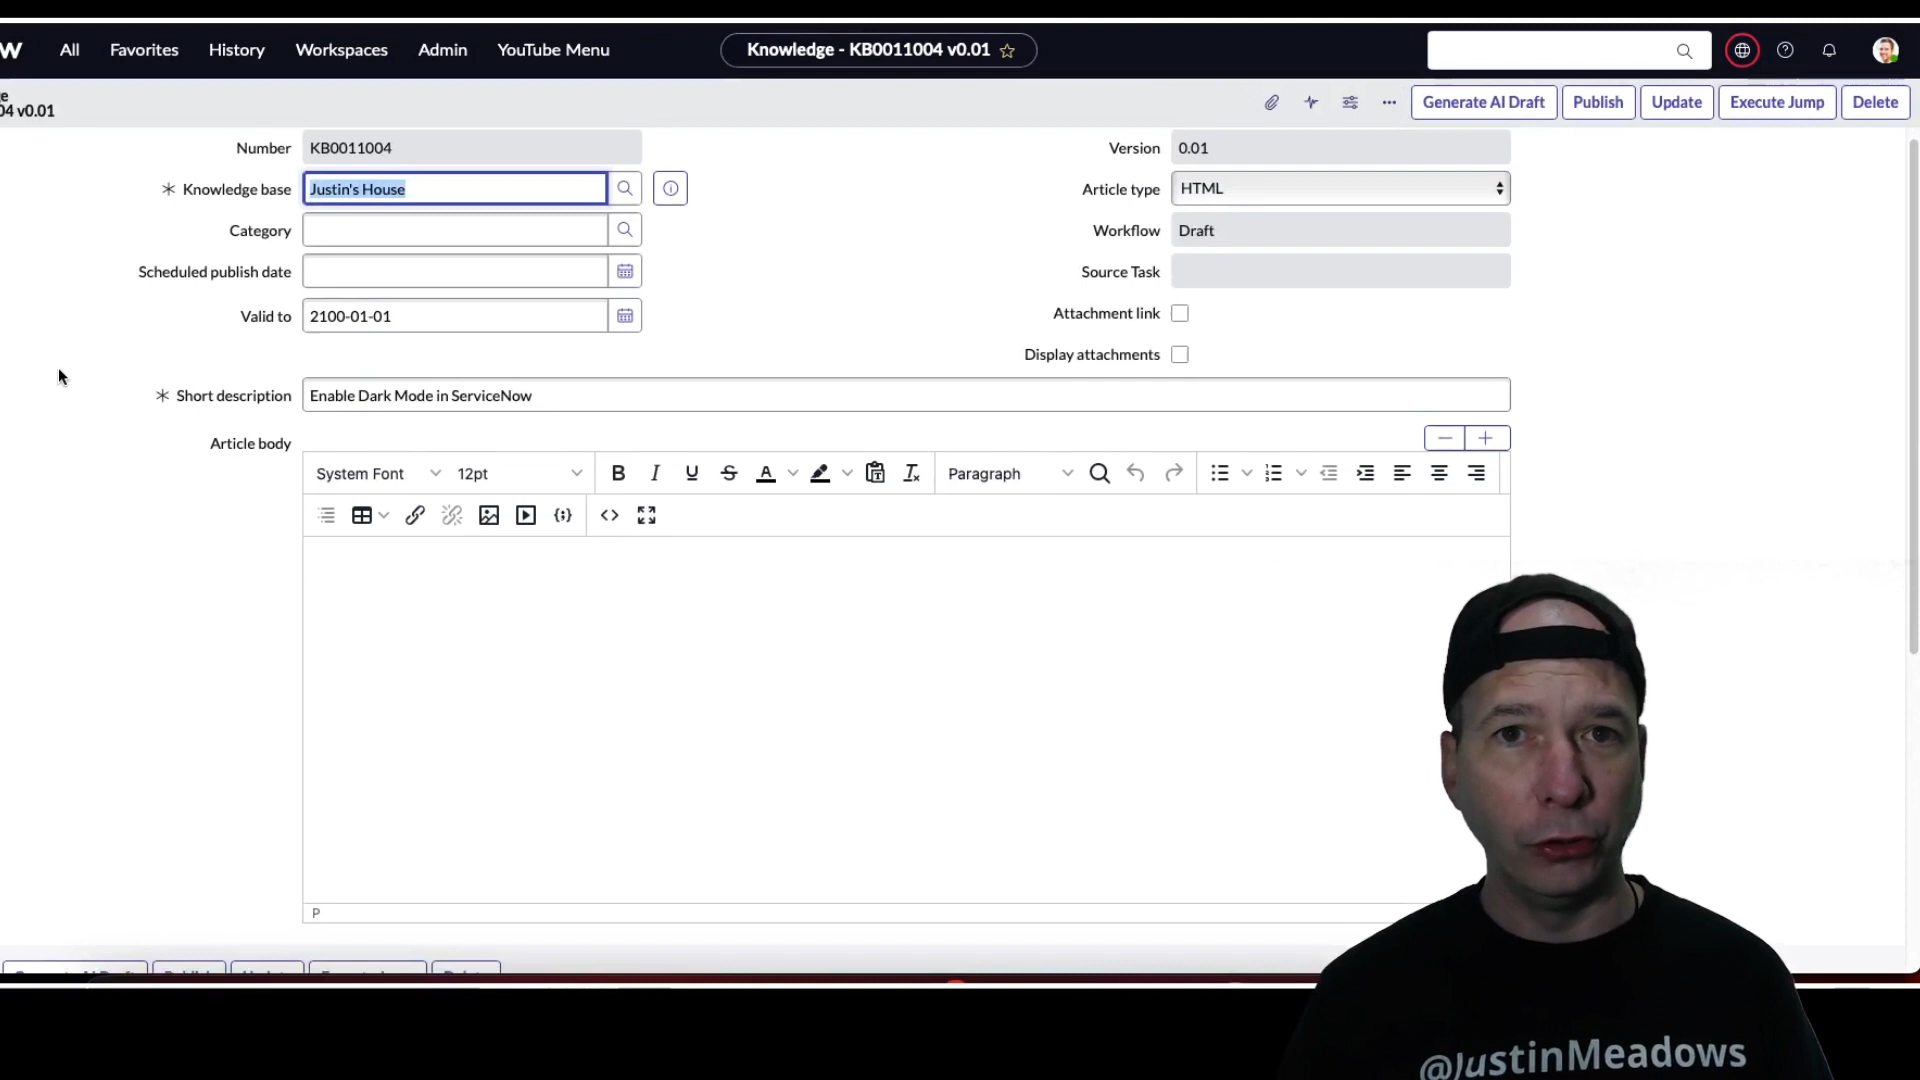 W All Favorites History Workspaces Admin YouTube Menu Knowledge - KB0011004 v0.01
04 v0.01 Generate AI Draft Publish Update Execute Jump Delete
Number KB0011004 Version 0.01
* Knowledge base Justin's House Article type HTML
Category Workflow Draft
Scheduled publish date Source Task
Valid to 2100-01-01 Attachment link
Display attachments
* Short description Enable Dark Mode in ServiceNow
Article body
System Font 12pt B I U S A Paragraph
P
@JustinMeadows